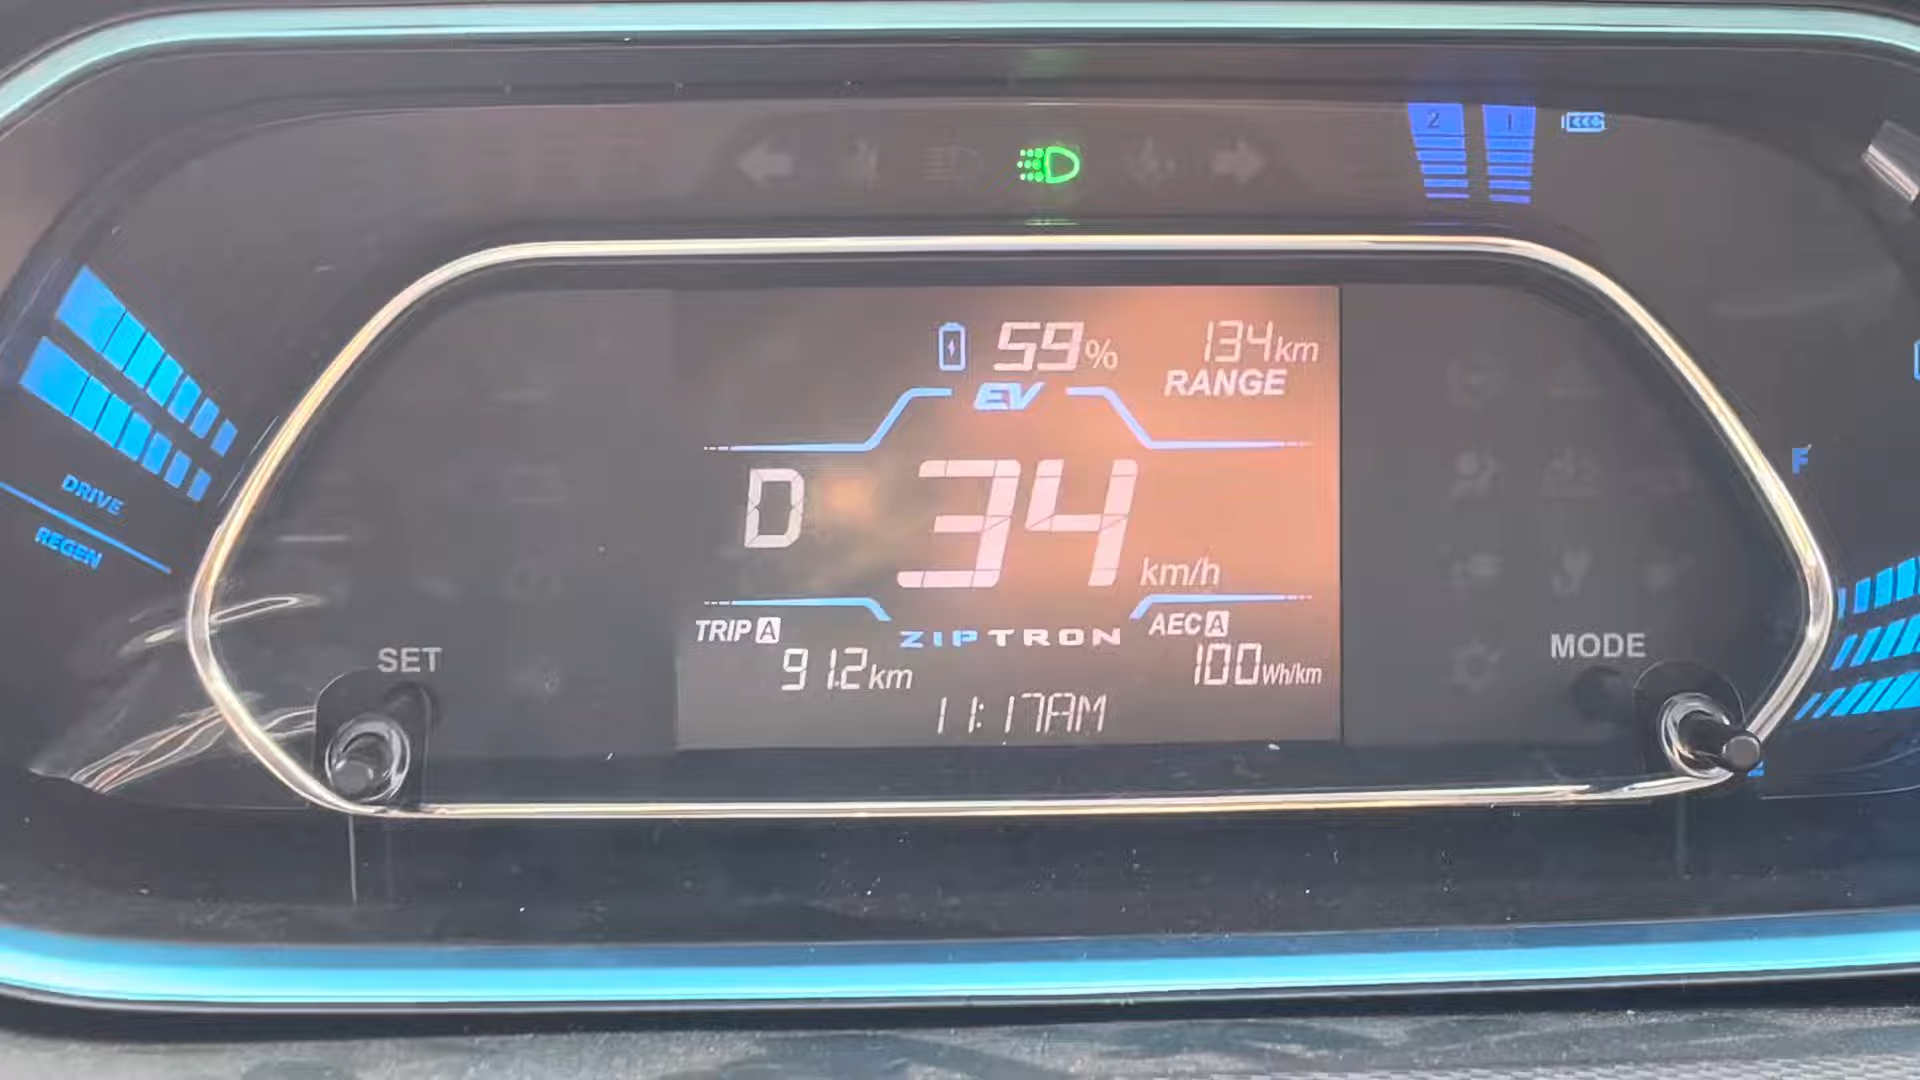 2 1
59%
134km
RANGE
EV
D
34
km/h
DRIVE
REGEN
F
TRIP A
ZIPTRON
AEC A
91.2km
100Wh/km
11:17AM
SET
MODE